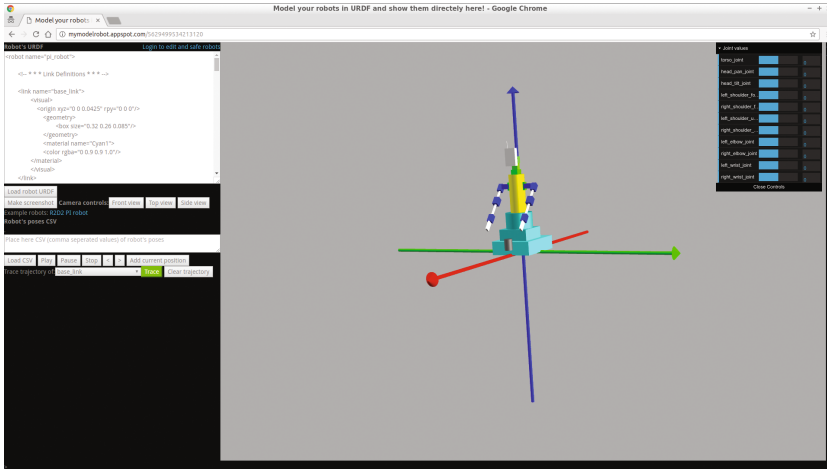 Model your robots in URDF and show them directely here! - Google Chrome
Model your robots
mymodelrobot.appspot.com/5629499534213120
Robot's URDF
Login to edit and safe robots
<robot name="pi_robot">
<!-- * * * Link Definitions * * * -->
<link name="base_link">
<visual>
<origin xyz="0 0 0.0425" rpy="0 0 0"/>
<geometry>
<box size="0.32 0.26 0.085"/>
</geometry>
<material name="Cyan1">
<color rgba="0 0.9 0.9 1.0"/>
</material>
</visual>
</link>
Load robot URDF
Make screenshot Camera controls: Front view Top view Side view
Example robots: R2D2 PI robot
Robot's poses CSV
Place here CSV (comma seperated values) of robot's poses
Load CSV Play Pause Stop < > Add current position
Trace trajectory of: base_link Trace Clear trajectory
Joint values
torso_joint
head_pan_joint
head_tilt_joint
left_shoulder_fo...
right_shoulder_f...
left_shoulder_u...
right_shoulder_...
left_elbow_joint
right_elbow_joint
left_wrist_joint
right_wrist_joint
Close Controls